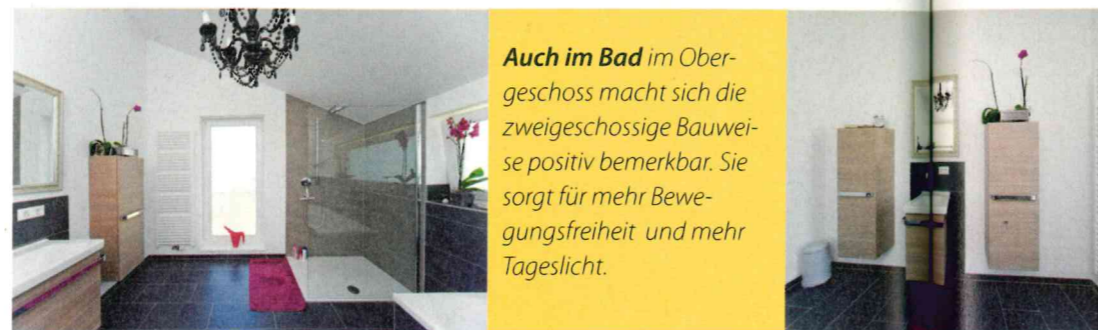 Auch im Bad im Ober-
geschoss macht sich die
zweigeschossige Bauwei-
se positiv bemerkbar. Sie
sorgt für mehr Bewe-
gungsfreiheit und mehr
Tageslicht.